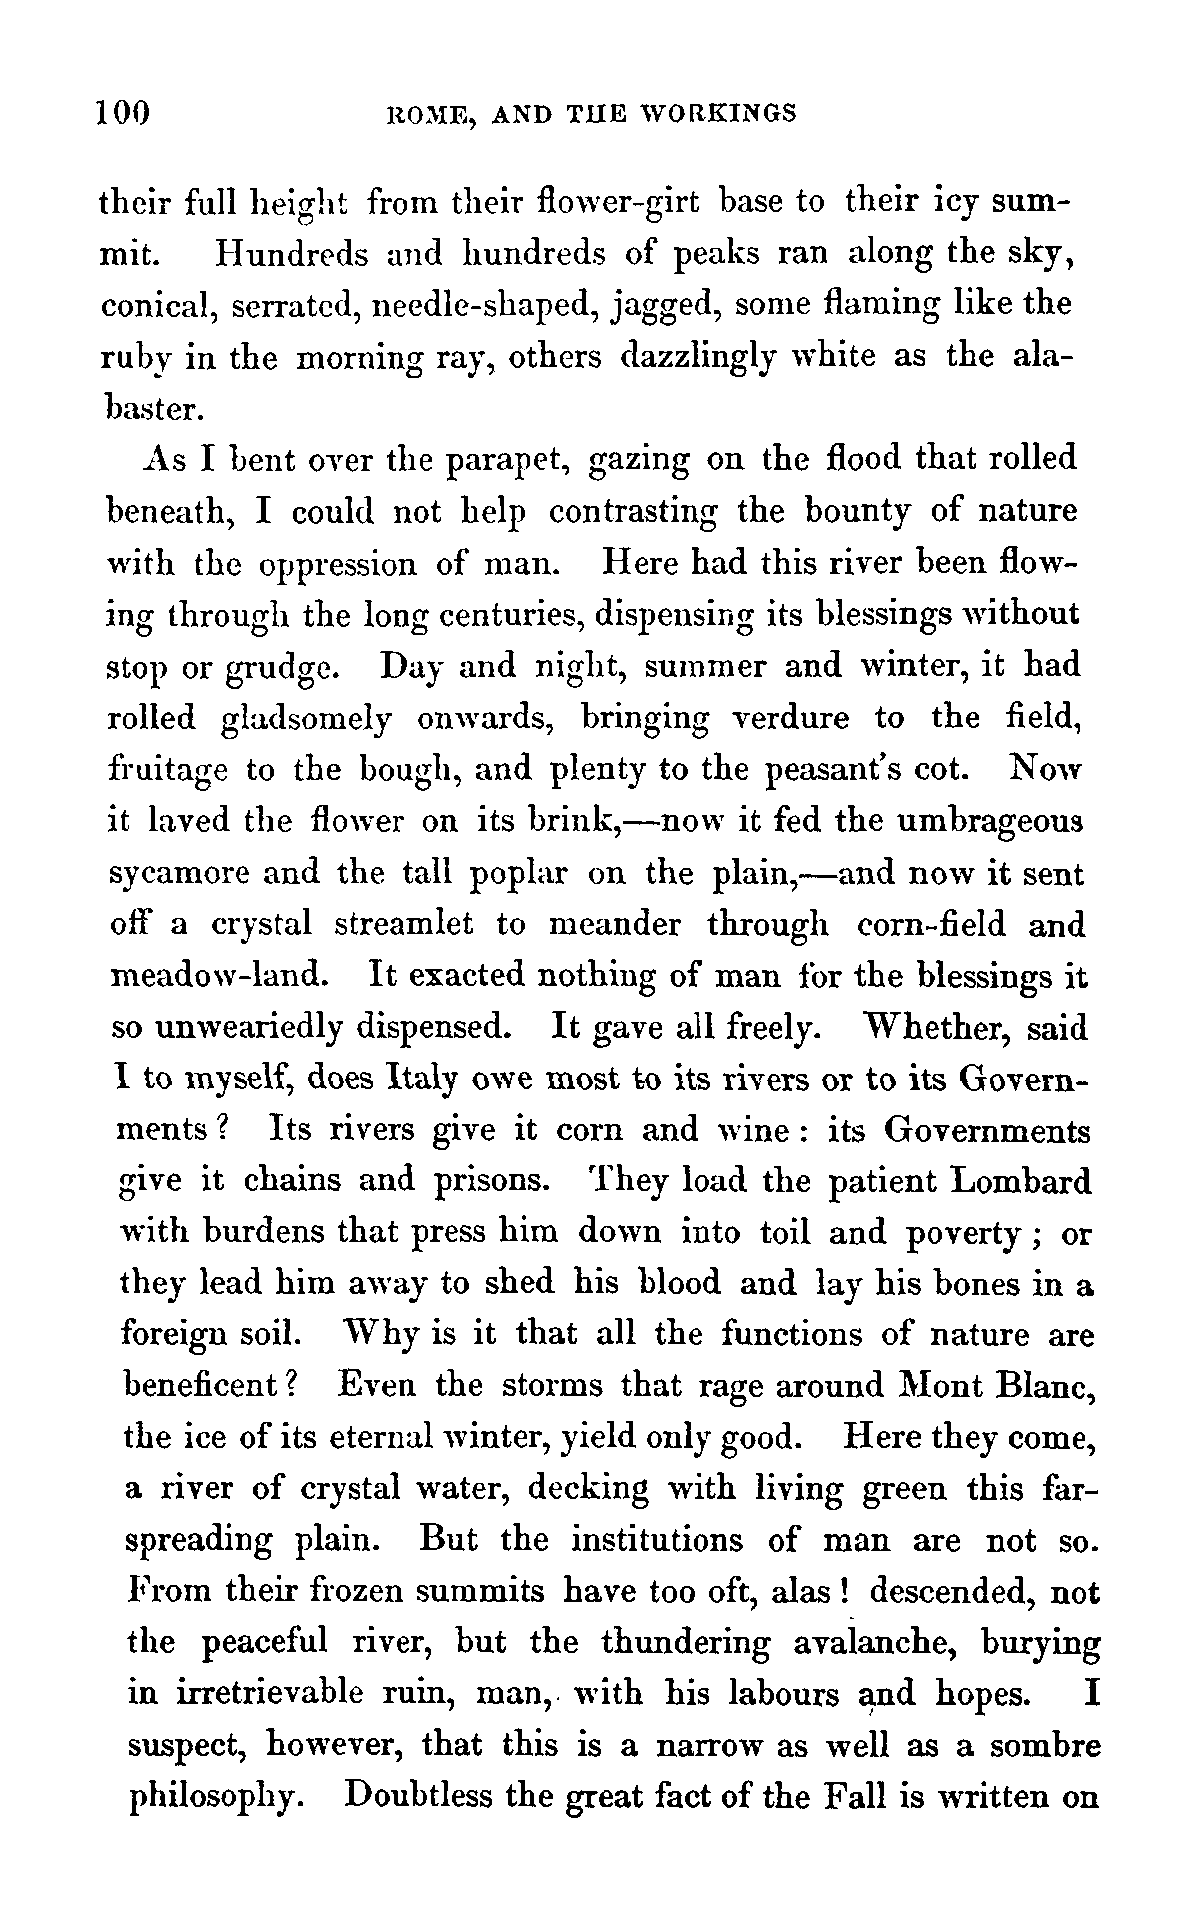 100 ROME, AND THE WORKINGS
their full height from their flower-girt base to their icy sum-
mit. Hundreds and hundreds of peaks ran along the sky,
conical, serrated, needle-shaped, jagged, some flaming like the
ruby in the morning ray, others dazzlingly white as the ala-
baster.
As I bent over the parapet, gazing on the flood that rolled
beneath, I could not help contrasting the bounty of nature
with the oppression of man. Here had this river been flow-
ing through the long centuries, dispensing its blessings without
stop or grudge. Day and night, summer and winter, it had
rolled gladsomely onwards, bringing verdure to the field,
fruitage to the bough, and plenty to the peasant's cot. Now
it laved the flower on its brink,—now it fed the umbrageous
sycamore and the tall poplar on the plain,—and now it sent
off a crystal streamlet to meander through corn-field and
meadow-land. It exacted nothing of man for the blessings it
so unweariedly dispensed. It gave all freely. Whether, said
I to myself, does Italy owe most to its rivers or to its Govern-
ments? Its rivers give it corn and wine: its Governments
give it chains and prisons. They load the patient Lombard
with burdens that press him down into toil and poverty; or
they lead him away to shed his blood and lay his bones in a
foreign soil. Why is it that all the functions of nature are
beneficent? Even the storms that rage around Mont Blanc,
the ice of its eternal winter, yield only good. Here they come,
a river of crystal water, decking with living green this far-
spreading plain. But the institutions of man are not so.
From their frozen summits have too oft, alas! descended, not
the peaceful river, but the thundering avalanche, burying
in irretrievable ruin, man, with his labours and hopes. I
suspect, however, that this is a narrow as well as a sombre
philosophy. Doubtless the great fact of the Fall is written on